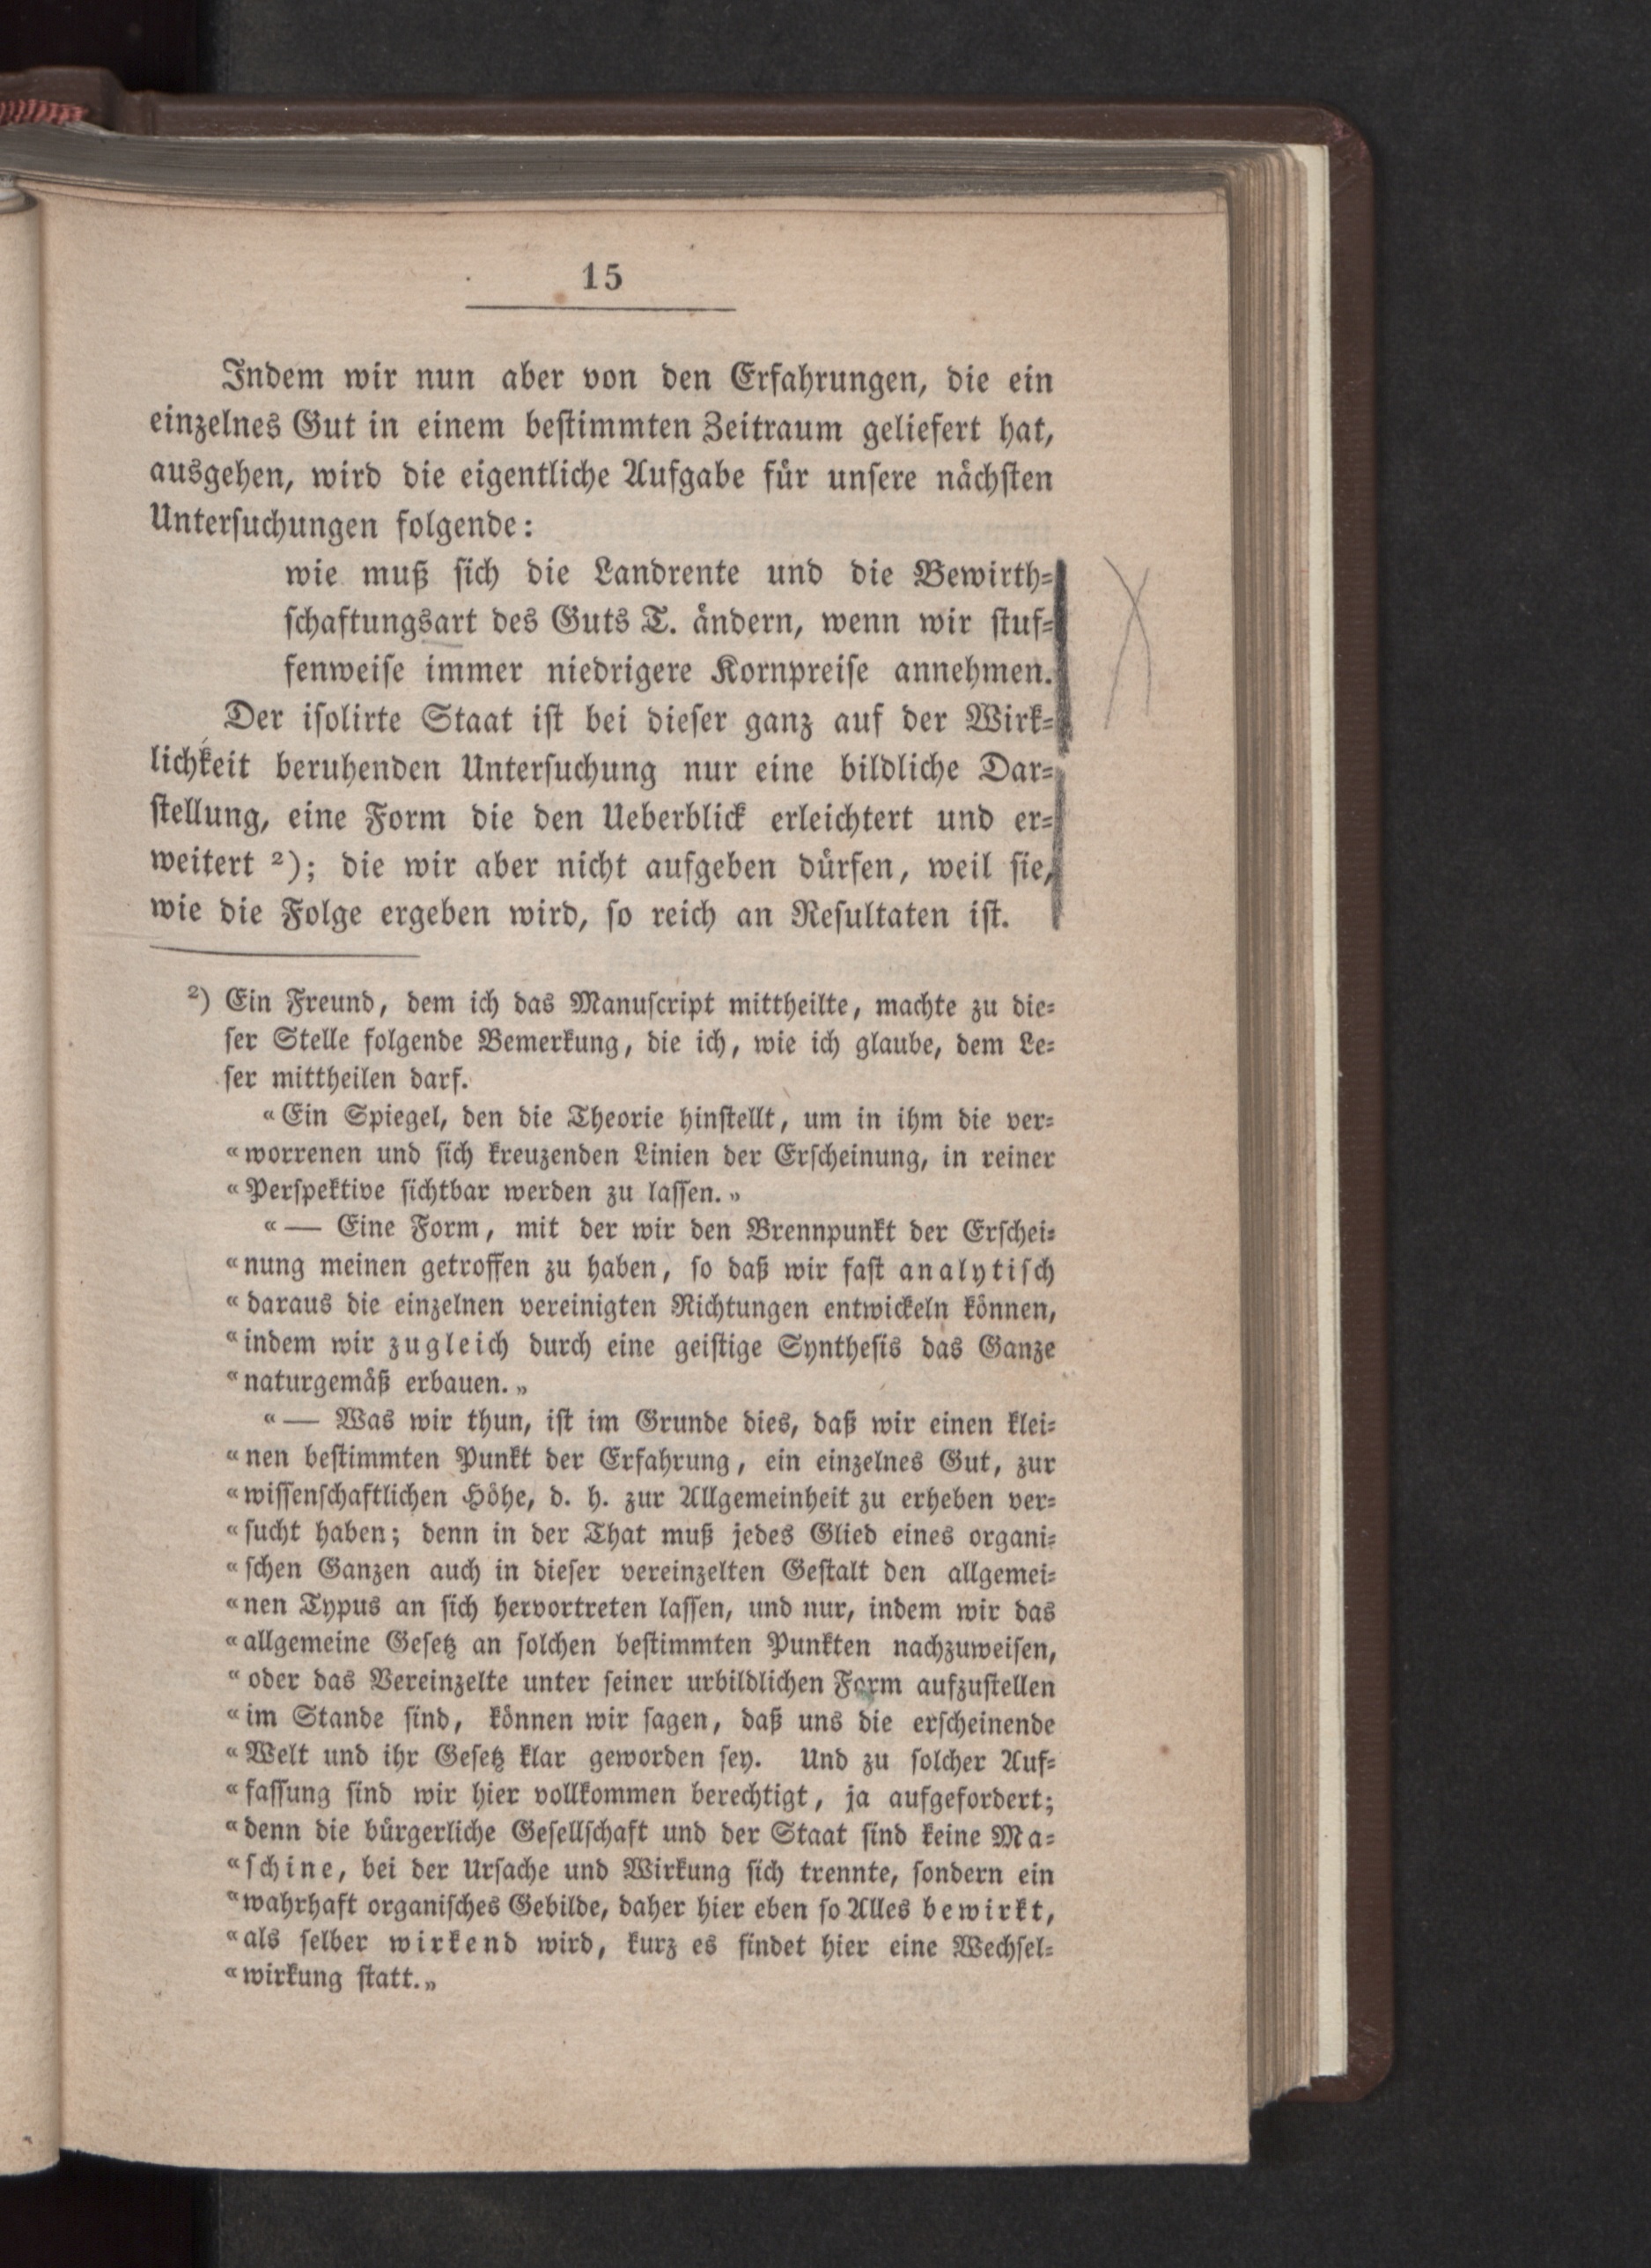 15
Indem wir nun aber von den Erfahrungen, die ein
einzelnes Gut in einem bestimmten Zeitraum geliefert hat,
ausgehen, wird die eigentliche Aufgabe für unsere nächsten
Untersuchungen folgende:
wie muß sich die Landrente und die Bewirth-
schaftungsart des Guts T. ändern, wenn wir stuf-
fenweise immer niedrigere Kornpreise annehmen.
Der isolirte Staat ist bei dieser ganz auf der Wirk-
lichkeit beruhenden Untersuchung nur eine bildliche Dar-
stellung, eine Form die den Ueberblick erleichtert und er-
weitert ²); die wir aber nicht aufgeben dürfen, weil sie,
wie die Folge ergeben wird, so reich an Resultaten ist.
²) Ein Freund, dem ich das Manuscript mittheilte, machte zu die-
ser Stelle folgende Bemerkung, die ich, wie ich glaube, dem Le-
ser mittheilen darf.
«Ein Spiegel, den die Theorie hinstellt, um in ihm die ver-
«worrenen und sich kreuzenden Linien der Erscheinung, in reiner
«Perspektive sichtbar werden zu lassen.»
«— Eine Form, mit der wir den Brennpunkt der Erschei-
«nung meinen getroffen zu haben, so daß wir fast analytisch
«daraus die einzelnen vereinigten Richtungen entwickeln können,
«indem wir zugleich durch eine geistige Synthesis das Ganze
«naturgemäß erbauen.»
«— Was wir thun, ist im Grunde dies, daß wir einen klei-
«nen bestimmten Punkt der Erfahrung, ein einzelnes Gut, zur
«wissenschaftlichen Höhe, d. h. zur Allgemeinheit zu erheben ver-
«sucht haben; denn in der That muß jedes Glied eines organi-
«schen Ganzen auch in dieser vereinzelten Gestalt den allgemei-
«nen Typus an sich hervortreten lassen, und nur, indem wir das
«allgemeine Gesetz an solchen bestimmten Punkten nachzuweisen,
«oder das Vereinzelte unter seiner urbildlichen Form aufzustellen
«im Stande sind, können wir sagen, daß uns die erscheinende
«Welt und ihr Gesetz klar geworden sey. Und zu solcher Auf-
«fassung sind wir hier vollkommen berechtigt, ja aufgefordert;
«denn die bürgerliche Gesellschaft und der Staat sind keine Ma-
«schine, bei der Ursache und Wirkung sich trennte, sondern ein
«wahrhaft organisches Gebilde, daher hier eben so Alles bewirkt,
«als selber wirkend wird, kurz es findet hier eine Wechsel-
«wirkung statt.»